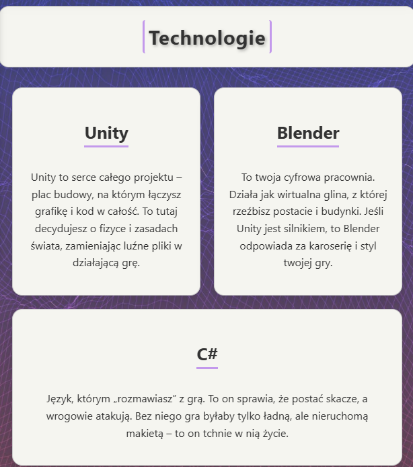 Technologie
Unity
Unity to serce całego projektu –
plac budowy, na którym łączysz
grafikę i kod w całość. To tutaj
decydujesz o fizyce i zasadach
świata, zamieniając luźne pliki w
działającą grę.
Blender
To twoja cyfrowa pracownia.
Działa jak wirtualna glina, z której
rzeźbisz postacie i budynki. Jeśli
Unity jest silnikiem, to Blender
odpowiada za karoserię i styl
twojej gry.
C#
Język, którym „rozmawiasz” z grą. To on sprawia, że postać skacze, a
wrogowie atakują. Bez niego gra byłaby tylko ładną, ale nieruchomą
makietą – to on tchnie w nią życie.